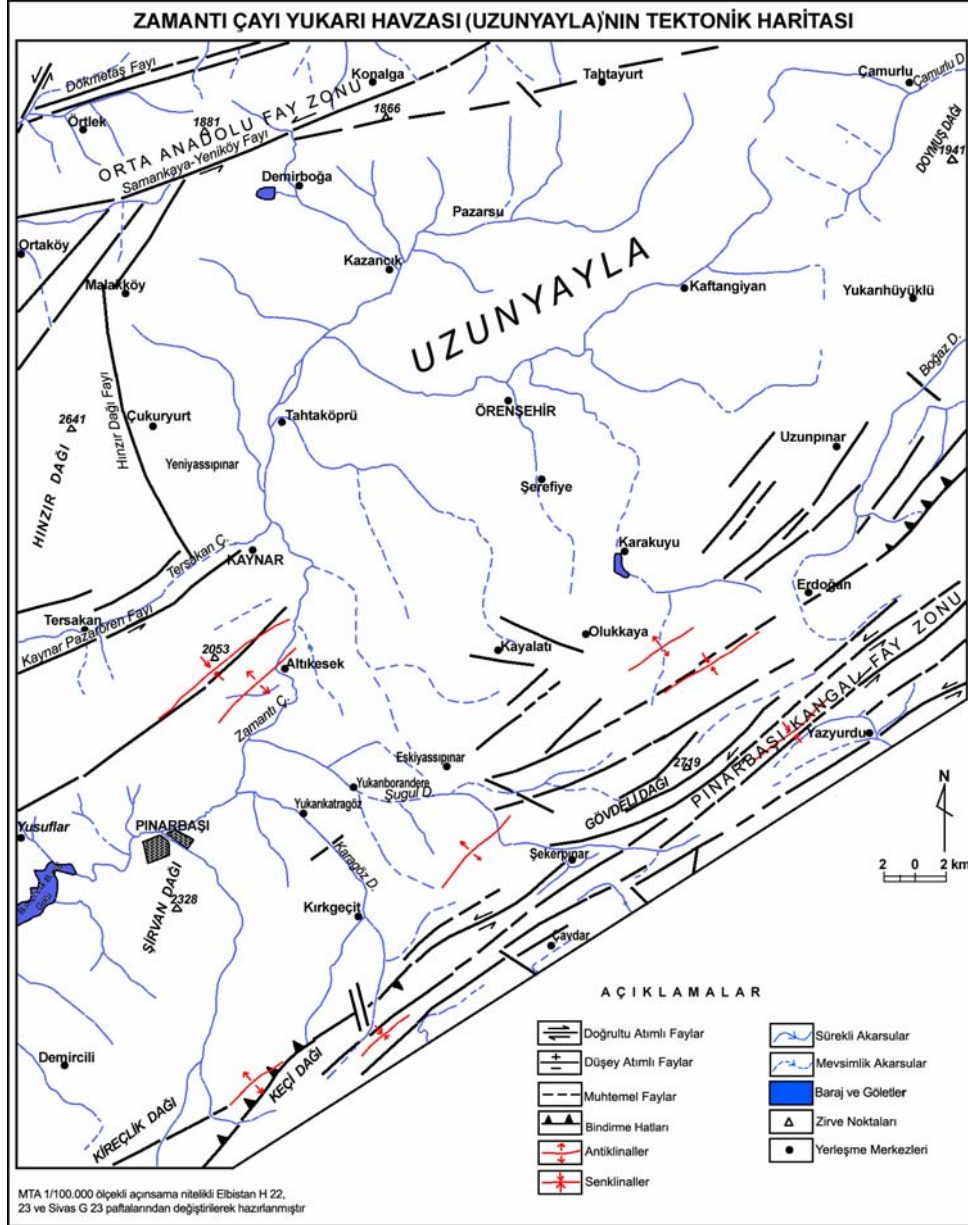 ZAMANTI ÇAYI YUKARI HAVZASI (UZUNYAYLA)'NIN TEKTONİK HARİTASI
Dökmetaş Fayı
Konalga
Tahtayurt
Çamurlu
Çamurlu D
Örtlek
1881
1866
ORTA ANADOLU FAY ZONU
Samankaya-Yeniköy Fayı
DOYMUŞ DAĞI
1941
Demirboğa
Pazarsu
Ortaköy
Kazancık
Malakköy
UZUNYAYLA
Kaftangiyan
Yukarıhüyüklü
Boğaz D.
Hınzır Dağı Fayı
2641
Çukuryurt
Tahtaköprü
ÖRENŞEHİR
HINZIR DAĞI
Yeniyassıpınar
Uzunpınar
Şerefiye
Tersakan Ç.
KAYNAR
Karakuyu
Erdoğan
Tersakan
Kaynar Pazarören Fayı
2053
Altıkesek
Kayalatı
Olukkaya
Zamantı Ç.
PINARBAŞI-KANGAL FAY ZONU
Yazyurdu
Eskiyassıpınar
2719
GÖVDELİ DAĞI
Yukarıborandere
Şugul D.
Yukarıkatragöz
Yusuflar
PINARBAŞI
Karagöz D.
Şekerpınar
N
2 0 2 km
Gölü
ŞİRVAN DAĞI
2328
Kırkgeçit
Çavdar
Demircili
KEÇİ DAĞI
KİREÇLİK DAĞI
AÇIKLAMALAR
Doğrultu Atımlı Faylar
Düşey Atımlı Faylar
Muhtemel Faylar
Bindirme Hatları
Antiklinaller
Senklinaller
Sürekli Akarsular
Mevsimlik Akarsular
Baraj ve Göletler
Zirve Noktaları
Yerleşme Merkezleri
MTA 1/100.000 ölçekli açınsama nitelikli Elbistan H 22,
23 ve Sivas G 23 paftalarından değiştirilerek hazırlanmıştır